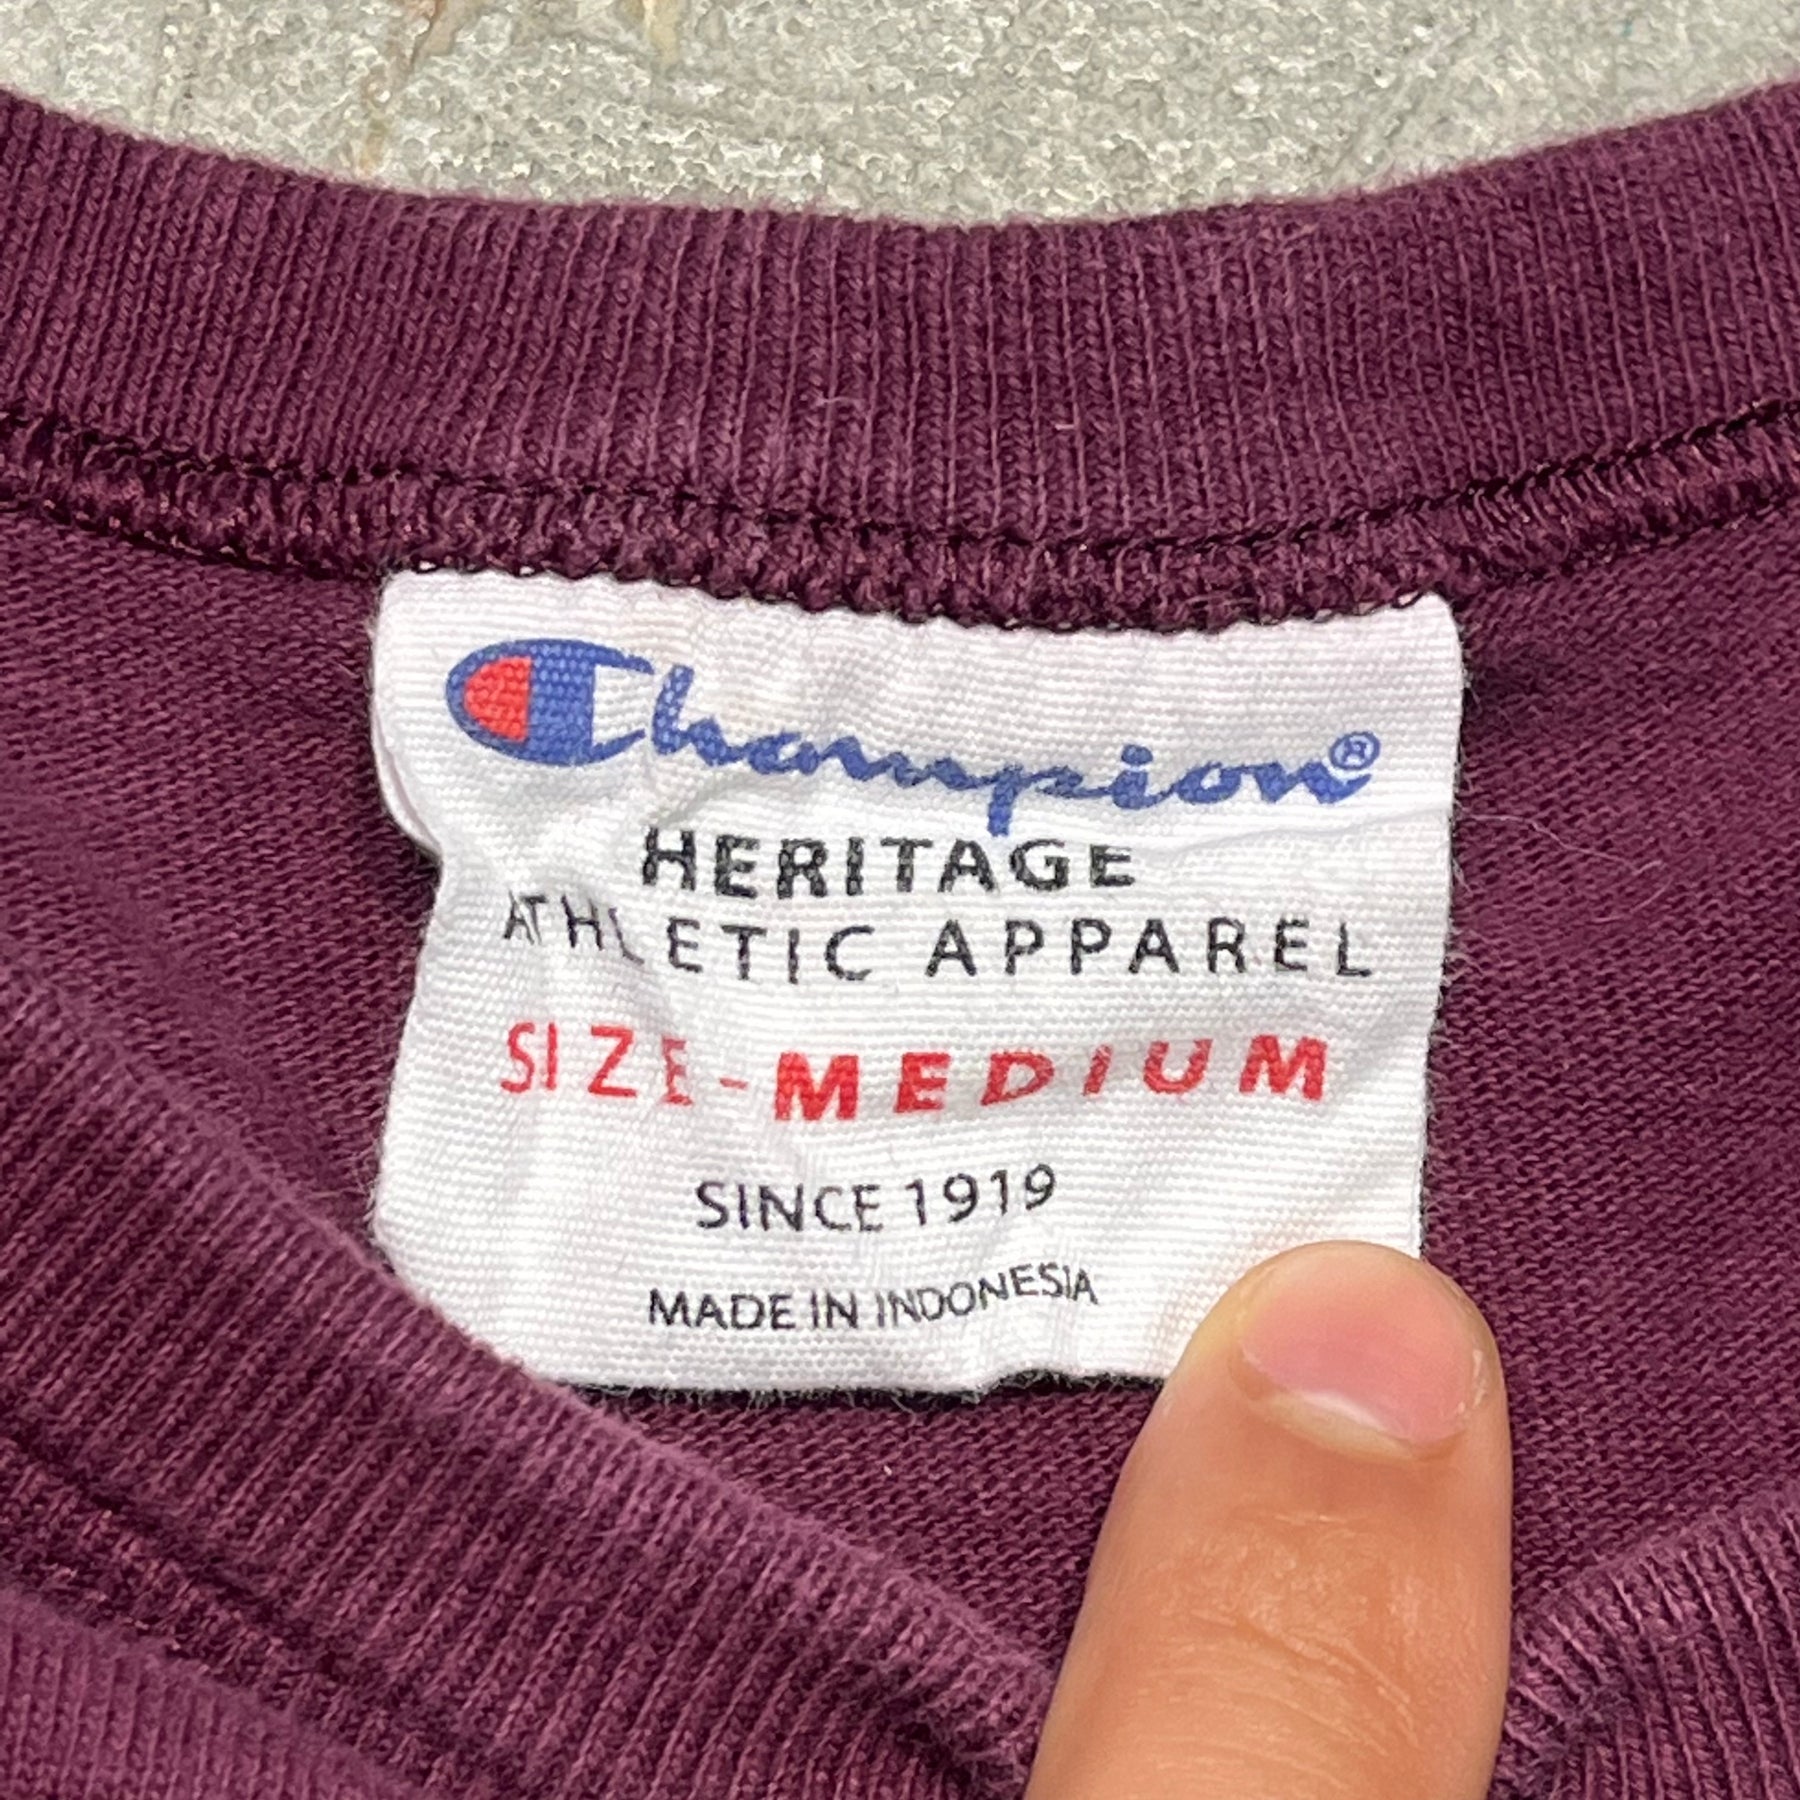 Champion®
HERITAGE
ATHLETIC APPAREL
SIZE-MEDIUM
SINCE 1919
MADE IN INDONESIA